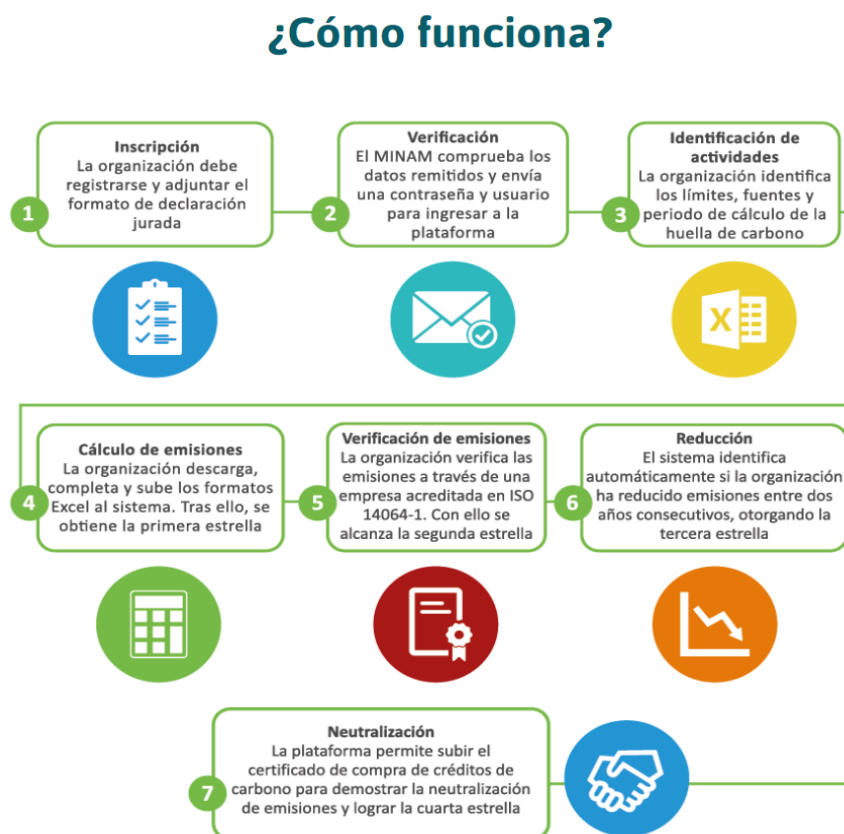 ¿Cómo funciona?
1
Inscripción
La organización debe
registrarse y adjuntar el
formato de declaración
jurada
2
Verificación
El MINAM comprueba los
datos remitidos y envía
una contraseña y usuario
para ingresar a la
plataforma
3
Identificación de
actividades
La organización identifica
los límites, fuentes y
periodo de cálculo de la
huella de carbono
X
4
Cálculo de emisiones
La organización descarga,
completa y sube los formatos
Excel al sistema. Tras ello, se
obtiene la primera estrella
5
Verificación de emisiones
La organización verifica las
emisiones a través de una
empresa acreditada en ISO
14064-1. Con ello se
alcanza la segunda estrella
6
Reducción
El sistema identifica
automáticamente si la organización
ha reducido emisiones entre dos
años consecutivos, otorgando la
tercera estrella
7
Neutralización
La plataforma permite subir el
certificado de compra de créditos de
carbono para demostrar la neutralización
de emisiones y lograr la cuarta estrella